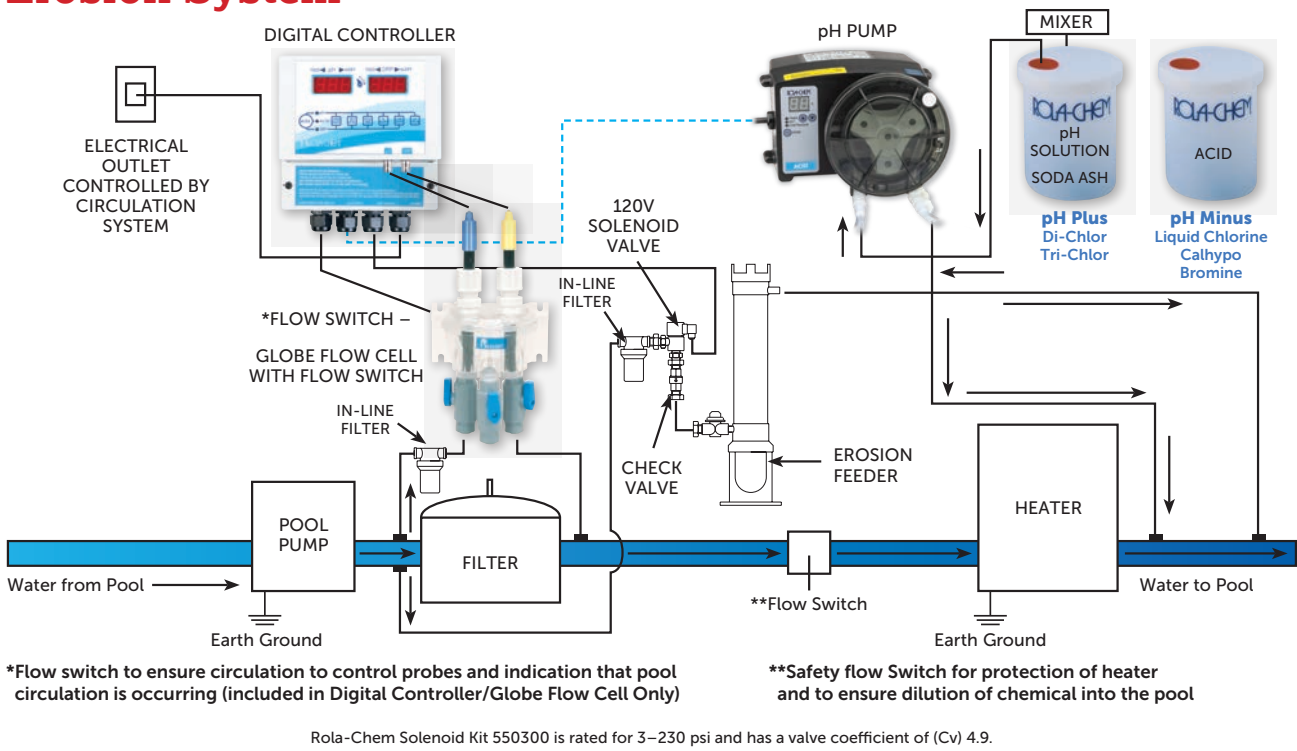 Erosion System
DIGITAL CONTROLLER
pH PUMP
MIXER
ELECTRICAL
OUTLET
CONTROLLED BY
CIRCULATION
SYSTEM
ROLA-CHEM
pH
SOLUTION
SODA ASH
ROLA-CHEM
ACID
ACID
pH Plus
Di-Chlor
Tri-Chlor
pH Minus
Liquid Chlorine
Calhypo
Bromine
120V
SOLENOID
VALVE
IN-LINE
FILTER
*FLOW SWITCH –
GLOBE FLOW CELL
WITH FLOW SWITCH
IN-LINE
FILTER
CHECK
VALVE
EROSION
FEEDER
POOL
PUMP
FILTER
HEATER
Water from Pool
**Flow Switch
Water to Pool
Earth Ground
Earth Ground
*Flow switch to ensure circulation to control probes and indication that pool
circulation is occurring (included in Digital Controller/Globe Flow Cell Only)
**Safety flow Switch for protection of heater
and to ensure dilution of chemical into the pool
Rola-Chem Solenoid Kit 550300 is rated for 3–230 psi and has a valve coefficient of (Cv) 4.9.